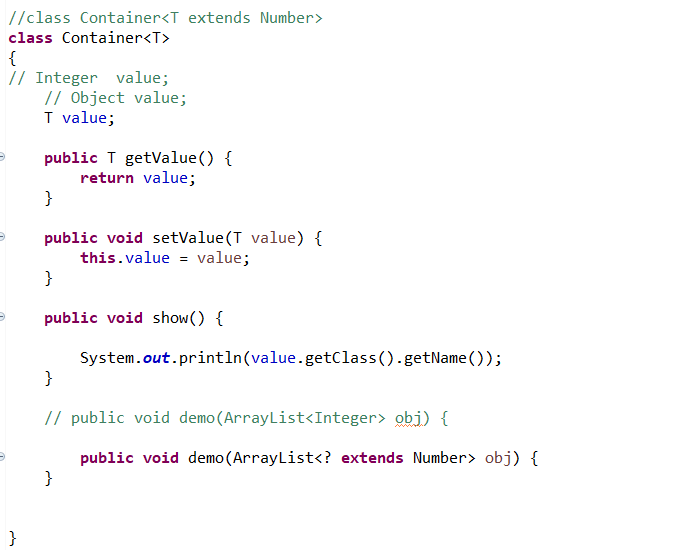 //class Container<T extends Number>
class Container<T>
{
// Integer  value;
    // Object value;
    T value;

    public T getValue() {
        return value;
    }

    public void setValue(T value) {
        this.value = value;
    }

    public void show() {

        System.out.println(value.getClass().getName());
    }

    // public void demo(ArrayList<Integer> obj) {

        public void demo(ArrayList<? extends Number> obj) {
    }


}